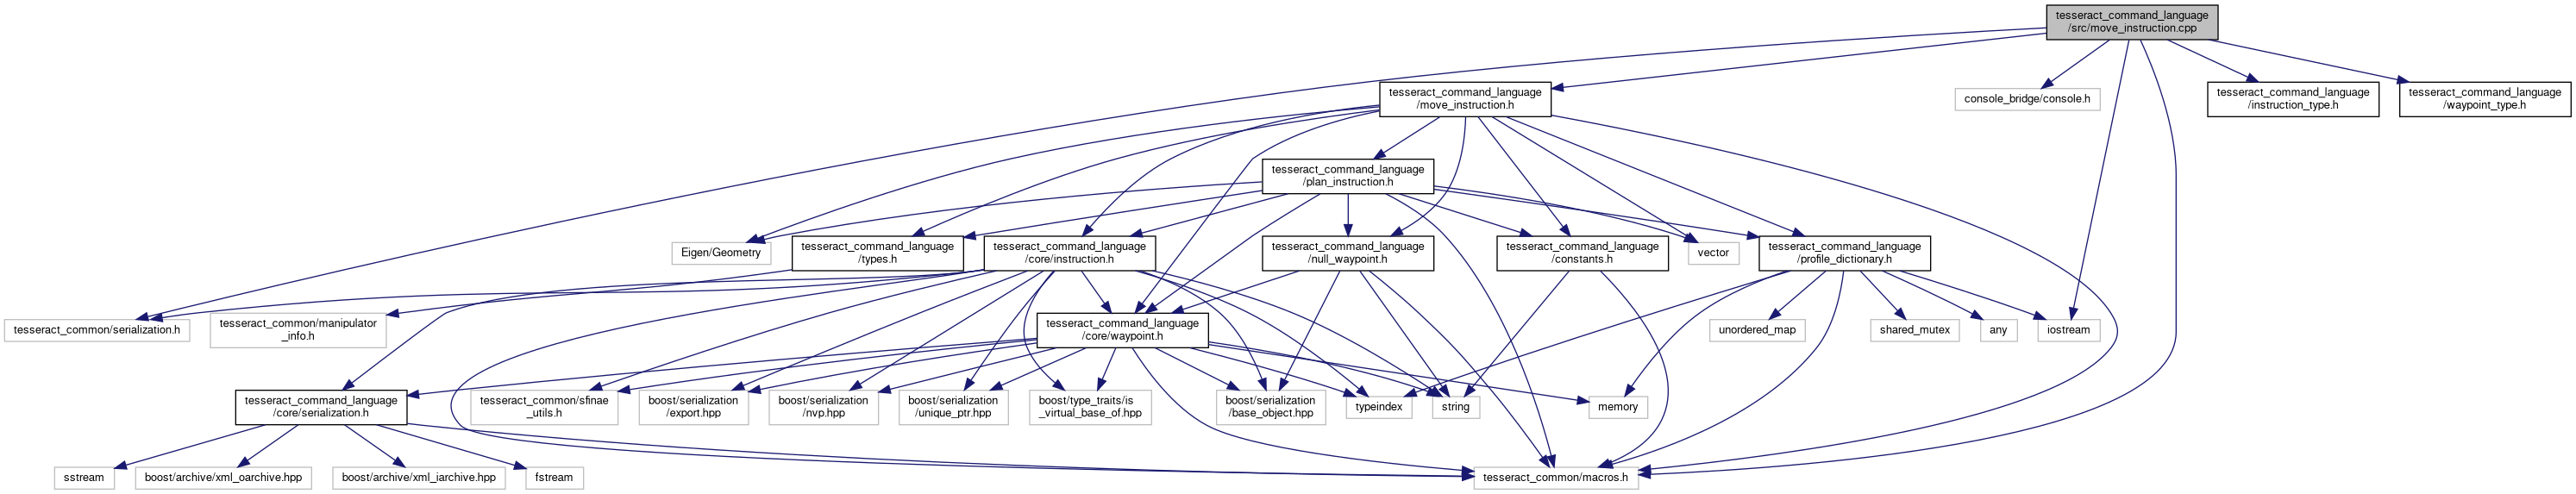 tesseract_command_language
/src/move_instruction.cpp
tesseract_command_language
/move_instruction.h
console_bridge/console.h
tesseract_command_language
/instruction_type.h
tesseract_command_language
/waypoint_type.h
tesseract_command_language
/plan_instruction.h
Eigen/Geometry
tesseract_command_language
/types.h
tesseract_command_language
/core/instruction.h
tesseract_command_language
/null_waypoint.h
tesseract_command_language
/constants.h
vector
tesseract_command_language
/profile_dictionary.h
tesseract_common/serialization.h
tesseract_common/manipulator
_info.h
tesseract_command_language
/core/waypoint.h
unordered_map
shared_mutex
any
iostream
tesseract_command_language
/core/serialization.h
tesseract_common/sfinae
_utils.h
boost/serialization
/export.hpp
boost/serialization
/nvp.hpp
boost/serialization
/unique_ptr.hpp
boost/type_traits/is
_virtual_base_of.hpp
boost/serialization
/base_object.hpp
typeindex
string
memory
sstream
boost/archive/xml_oarchive.hpp
boost/archive/xml_iarchive.hpp
fstream
tesseract_common/macros.h